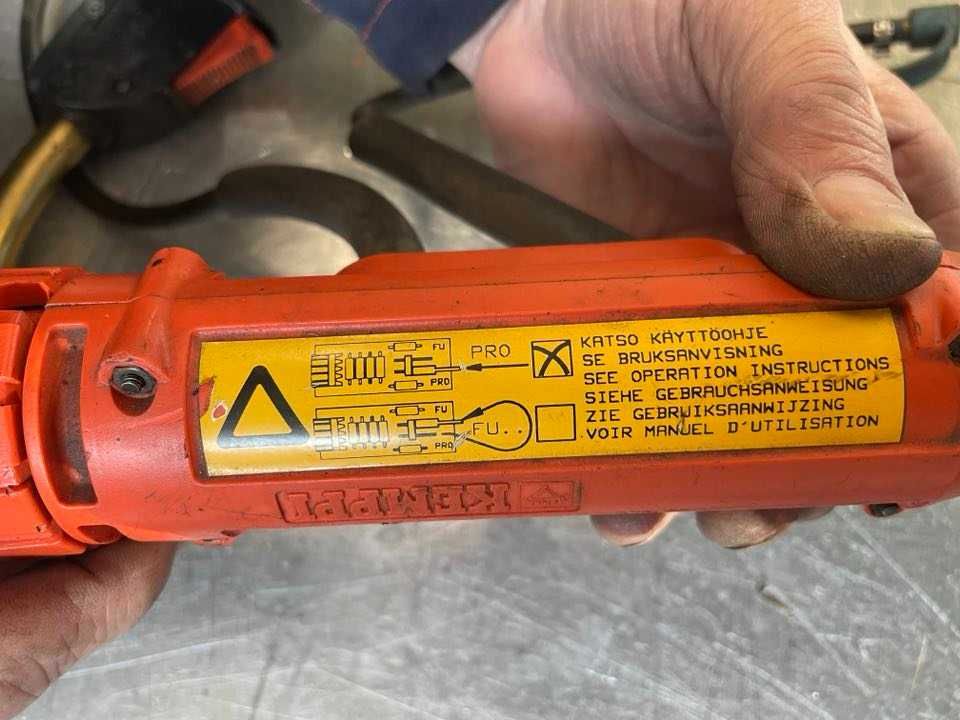 FU
PRO
PRO
FU
PRO
FU..
KATSO KÄYTTÖOHJE
SE BRUKSANVISNING
SEE OPERATION INSTRUCTIONS
SIEHE GEBRAUCHSANWEISUNG
ZIE GEBRUIKSAANWIJZING
VOIR MANUEL D'UTILISATION
KEMPPI